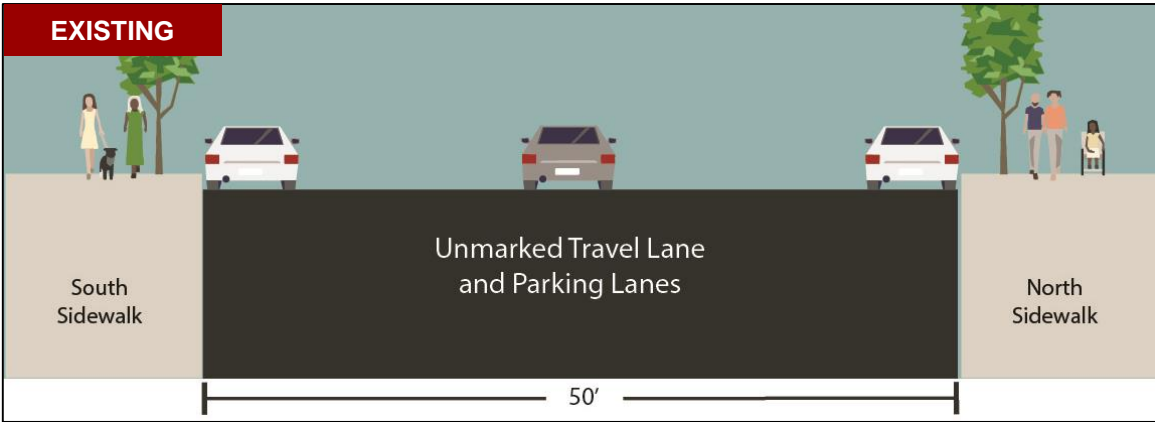 EXISTING
Unmarked Travel Lane
and Parking Lanes
South
Sidewalk
North
Sidewalk
50’